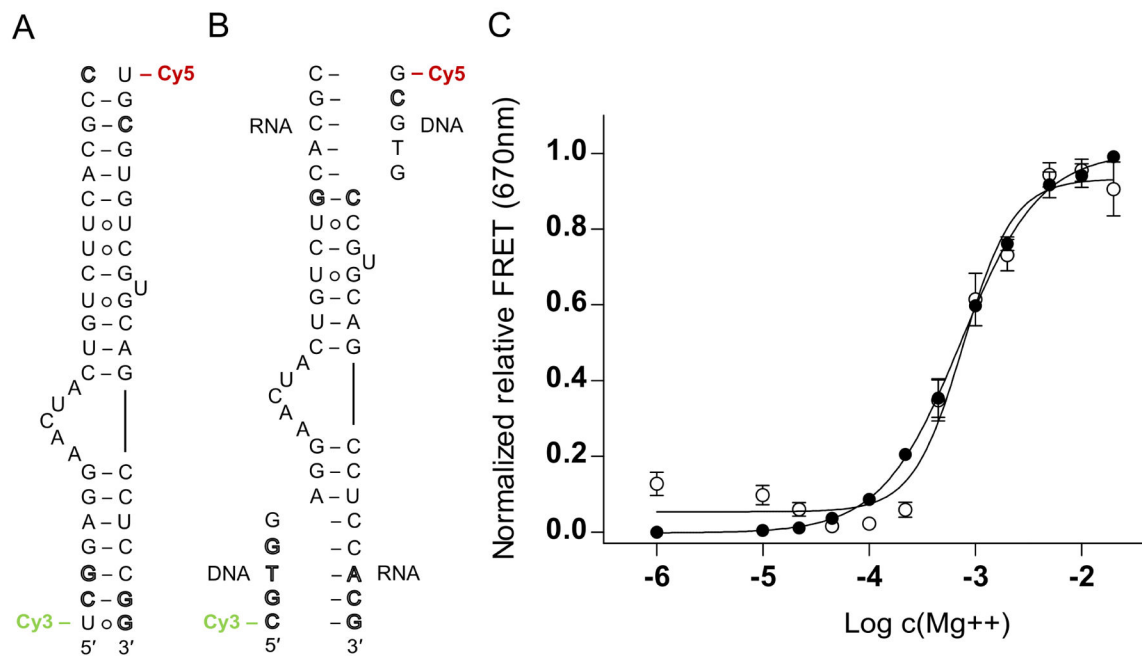 A
C U – Cy5
C – G
G – C
C – G
A – U
C – G
U o U
U o C
C – G
U
U o G
G – C
U – A
C – G
A
U
C
A
A
G – C
G – C
A – U
G – C
G – C
C – G
Cy3 – U o G
5′ 3′
B
C – G – Cy5
G – C
RNA C – G DNA
A – T
C – G
G – C
U o C
C – G
U
U o G
G – C
U – A
C – G
A
U
C
A
A
G – C
G – C
A – U
G – C
G – C
DNA T – A RNA
G – C
Cy3 – C – G
5′ 3′
C
Normalized relative FRET (670nm)
1.0
0.8
0.6
0.4
0.2
0.0
-6 -5 -4 -3 -2
Log c(Mg++)